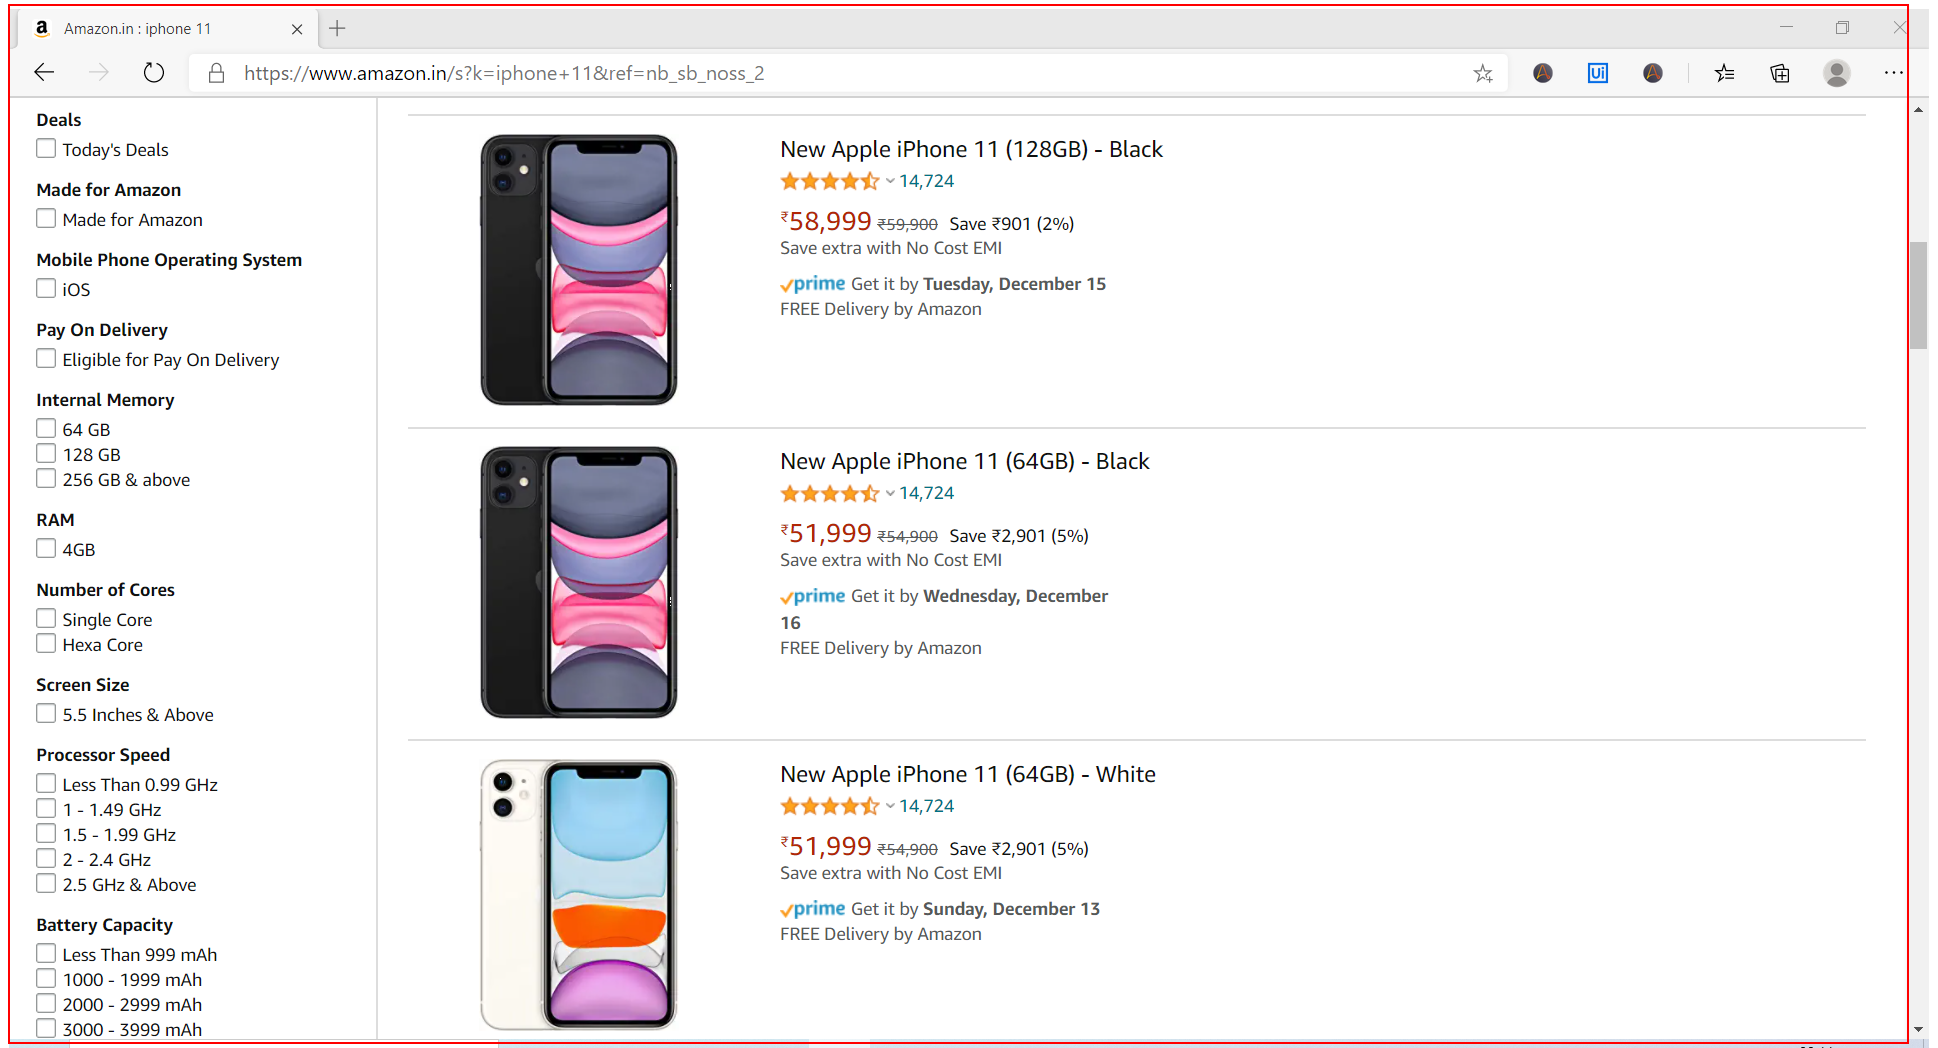 Amazon.in : iphone 11
https://www.amazon.in/s?k=iphone+11&ref=nb_sb_noss_2
Deals
Today's Deals
Made for Amazon
Made for Amazon
Mobile Phone Operating System
iOS
Pay On Delivery
Eligible for Pay On Delivery
Internal Memory
64 GB
128 GB
256 GB & above
RAM
4GB
Number of Cores
Single Core
Hexa Core
Screen Size
5.5 Inches & Above
Processor Speed
Less Than 0.99 GHz
1 - 1.49 GHz
1.5 - 1.99 GHz
2 - 2.4 GHz
2.5 GHz & Above
Battery Capacity
Less Than 999 mAh
1000 - 1999 mAh
2000 - 2999 mAh
3000 - 3999 mAh
New Apple iPhone 11 (128GB) - Black
14,724
₹58,999 ₹59,900 Save ₹901 (2%)
Save extra with No Cost EMI
prime Get it by Tuesday, December 15
FREE Delivery by Amazon
New Apple iPhone 11 (64GB) - Black
14,724
₹51,999 ₹54,900 Save ₹2,901 (5%)
Save extra with No Cost EMI
prime Get it by Wednesday, December
16
FREE Delivery by Amazon
New Apple iPhone 11 (64GB) - White
14,724
₹51,999 ₹54,900 Save ₹2,901 (5%)
Save extra with No Cost EMI
prime Get it by Sunday, December 13
FREE Delivery by Amazon